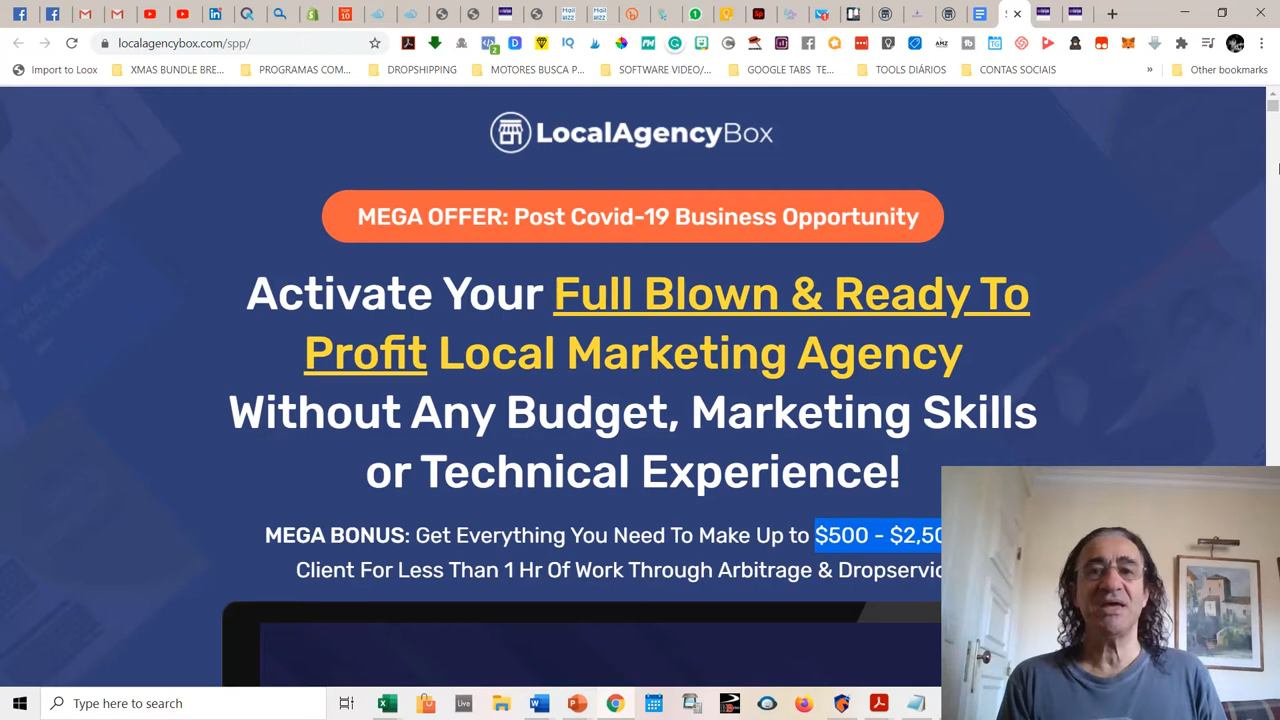 localagencybox.com/spp/
Import to Loox
XMAS BUNDLE BRE...
PROGRAMAS COM...
DROPSHIPPING
MOTORES BUSCA P...
SOFTWARE VIDEO/...
GOOGLE TABS TE...
TOOLS DIÁRIOS
CONTAS SOCIAIS
»
Other bookmarks
LocalAgencyBox
MEGA OFFER: Post Covid-19 Business Opportunity
Activate Your Full Blown & Ready To
Profit Local Marketing Agency
Without Any Budget, Marketing Skills
or Technical Experience!
MEGA BONUS: Get Everything You Need To Make Up to $500 - $2,50
Client For Less Than 1 Hr Of Work Through Arbitrage & Dropservic
Type here to search